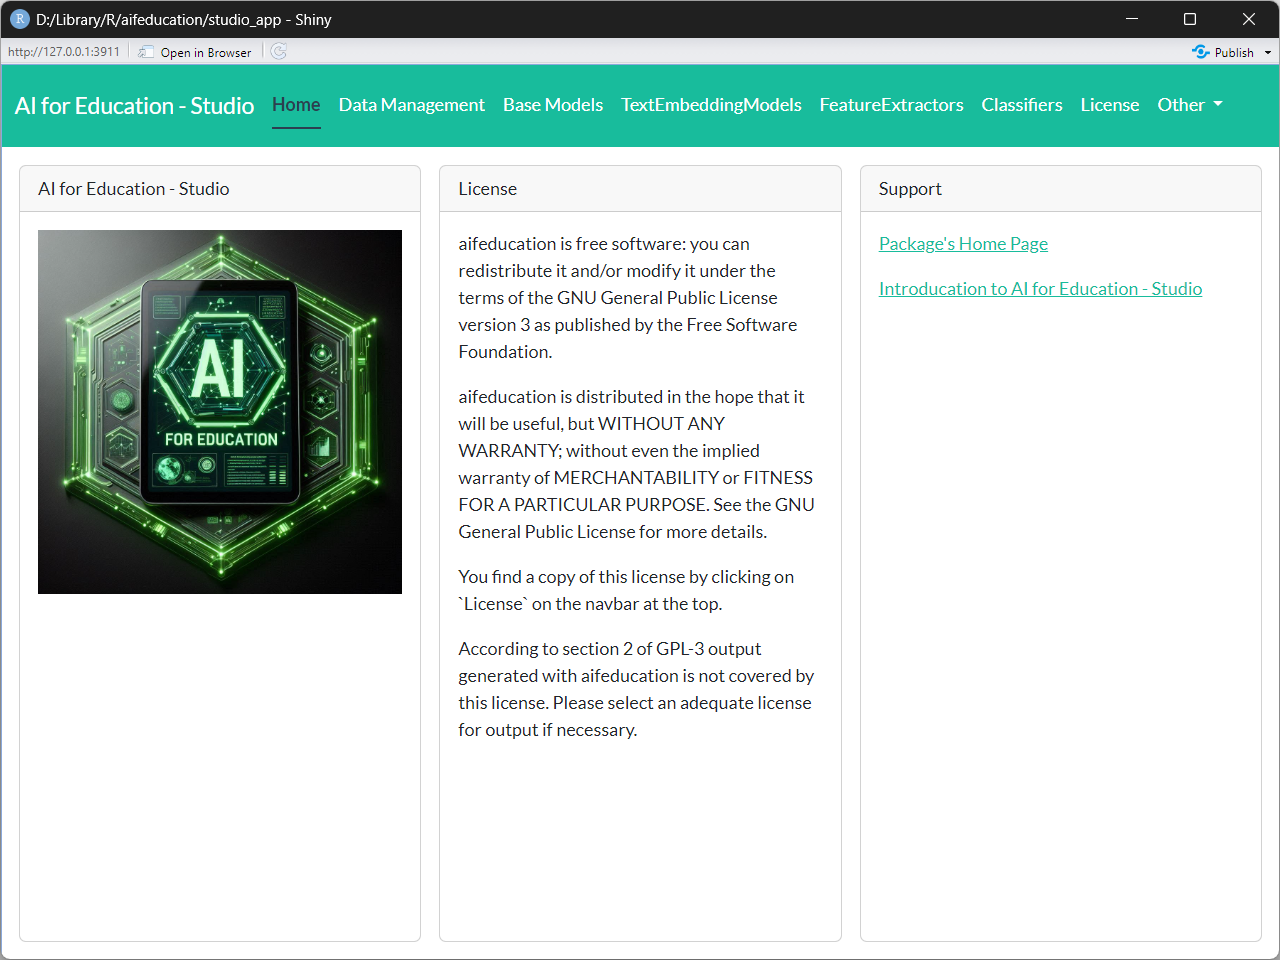 D:/Library/R/aifeducation/studio_app - Shiny
http://127.0.0.1:3911
Open in Browser
Publish
AI for Education - Studio
Home
Data Management
Base Models
TextEmbeddingModels
FeatureExtractors
Classifiers
License
Other
AI for Education - Studio
AI
FOR EDUCATION
License
aifeducation is free software: you can
redistribute it and/or modify it under the
terms of the GNU General Public License
version 3 as published by the Free Software
Foundation.
aifeducation is distributed in the hope that it
will be useful, but WITHOUT ANY
WARRANTY; without even the implied
warranty of MERCHANTABILITY or FITNESS
FOR A PARTICULAR PURPOSE. See the GNU
General Public License for more details.
You find a copy of this license by clicking on
`License` on the navbar at the top.
According to section 2 of GPL-3 output
generated with aifeducation is not covered by
this license. Please select an adequate license
for output if necessary.
Support
Package's Home Page
Introducation to AI for Education - Studio